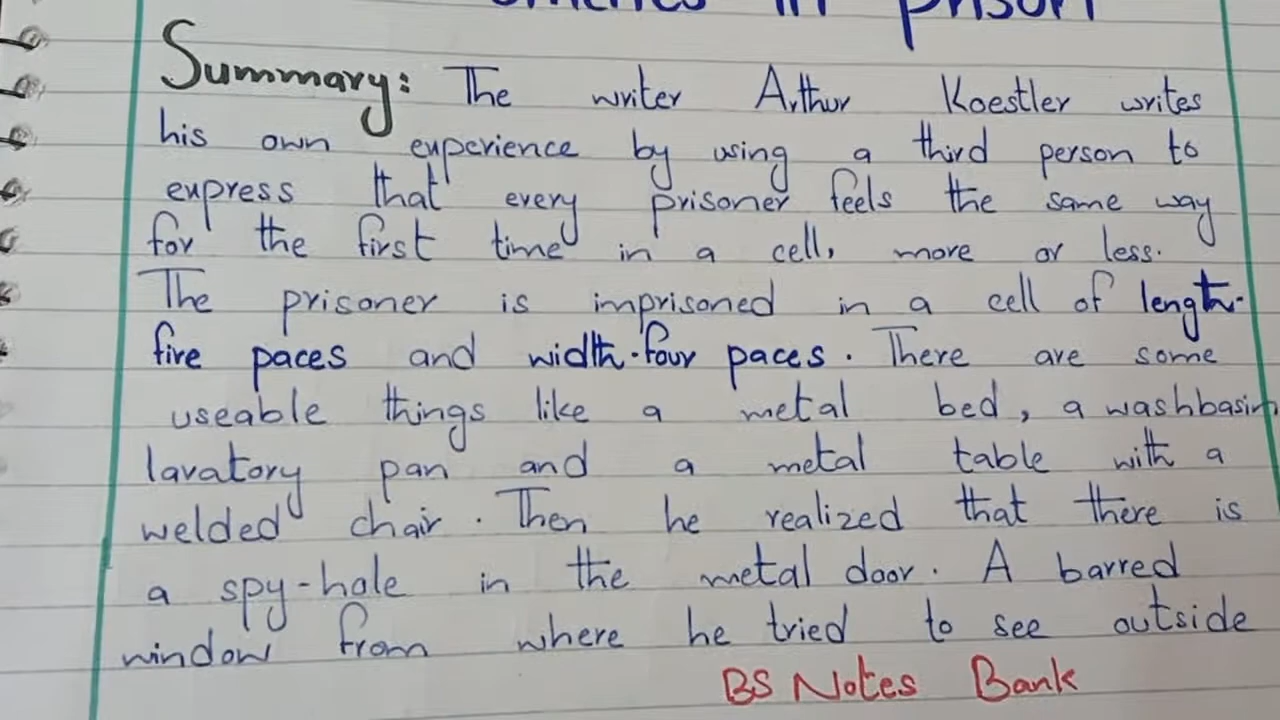 in prison
Summary: The writer Arthur Koestler writes
his own experience by using a third person to
express that every prisoner feels the same way
for the first time in a cell, more or less.
The prisoner is imprisoned in a cell of length-
five paces and width-four paces. There are some
useable things like a metal bed, a washbasin
lavatory pan and a metal table with a
welded chair. Then he realized that there is
a spy-hole in the metal door. A barred
window from where he tried to see outside
BS Notes Bank